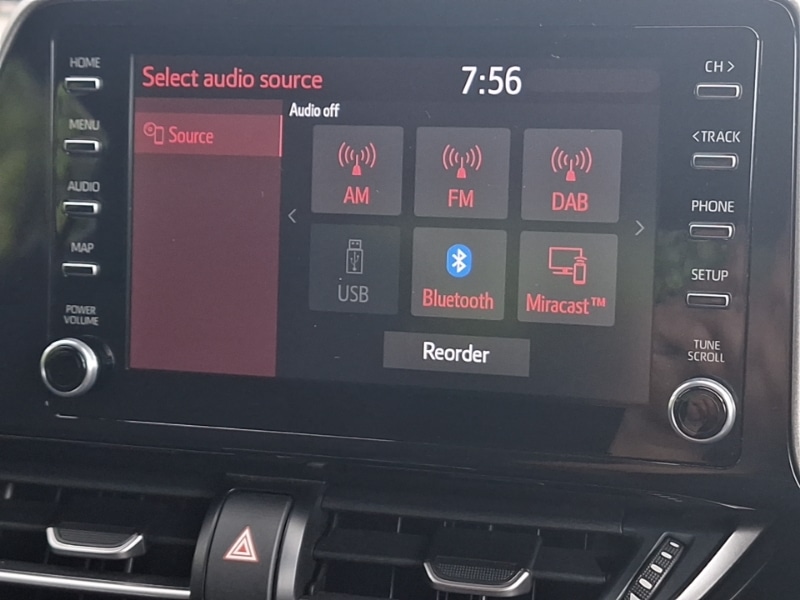 HOME
MENU
AUDIO
MAP
POWER
VOLUME
Select audio source
7:56
Source
Audio off
AM
FM
DAB
USB
Bluetooth
Miracast™
Reorder
CH >
< TRACK
PHONE
SETUP
TUNE
SCROLL